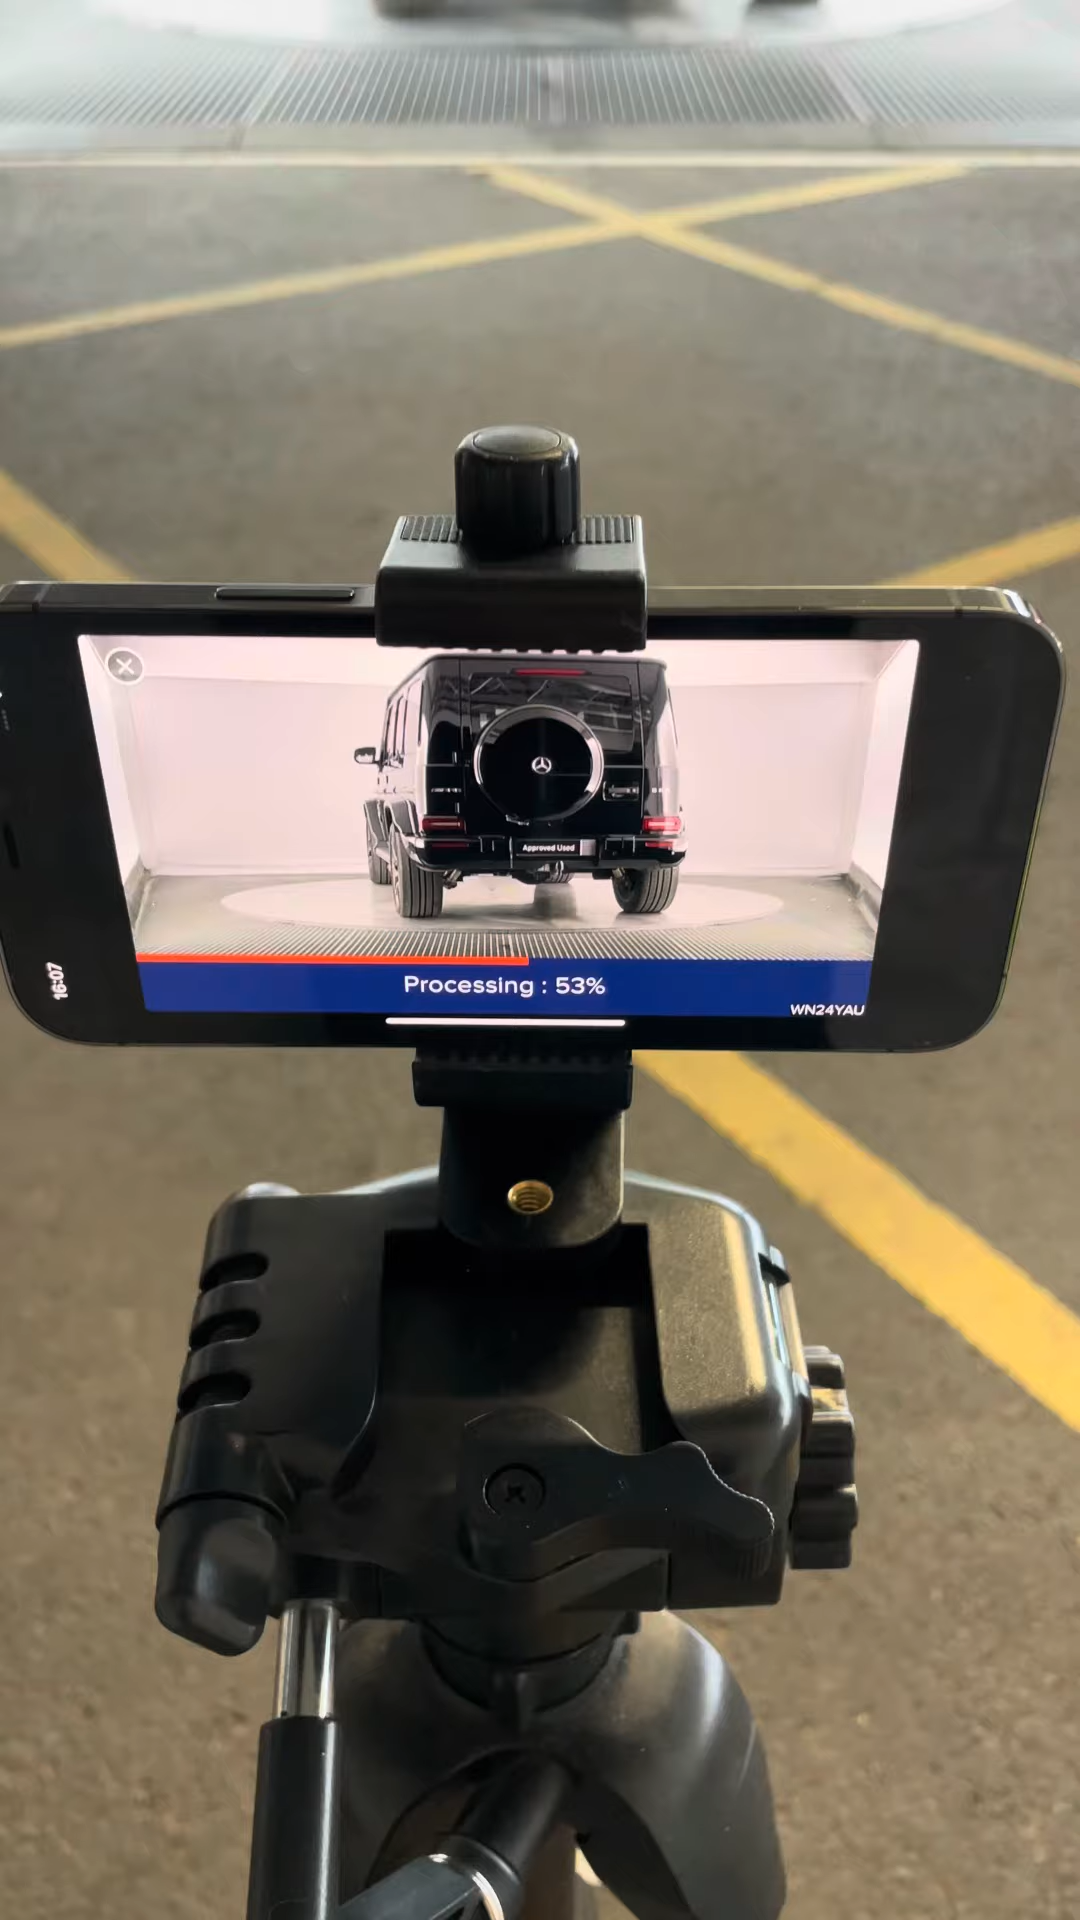 Approved Used
Processing : 53%
WN24YAU
16:07